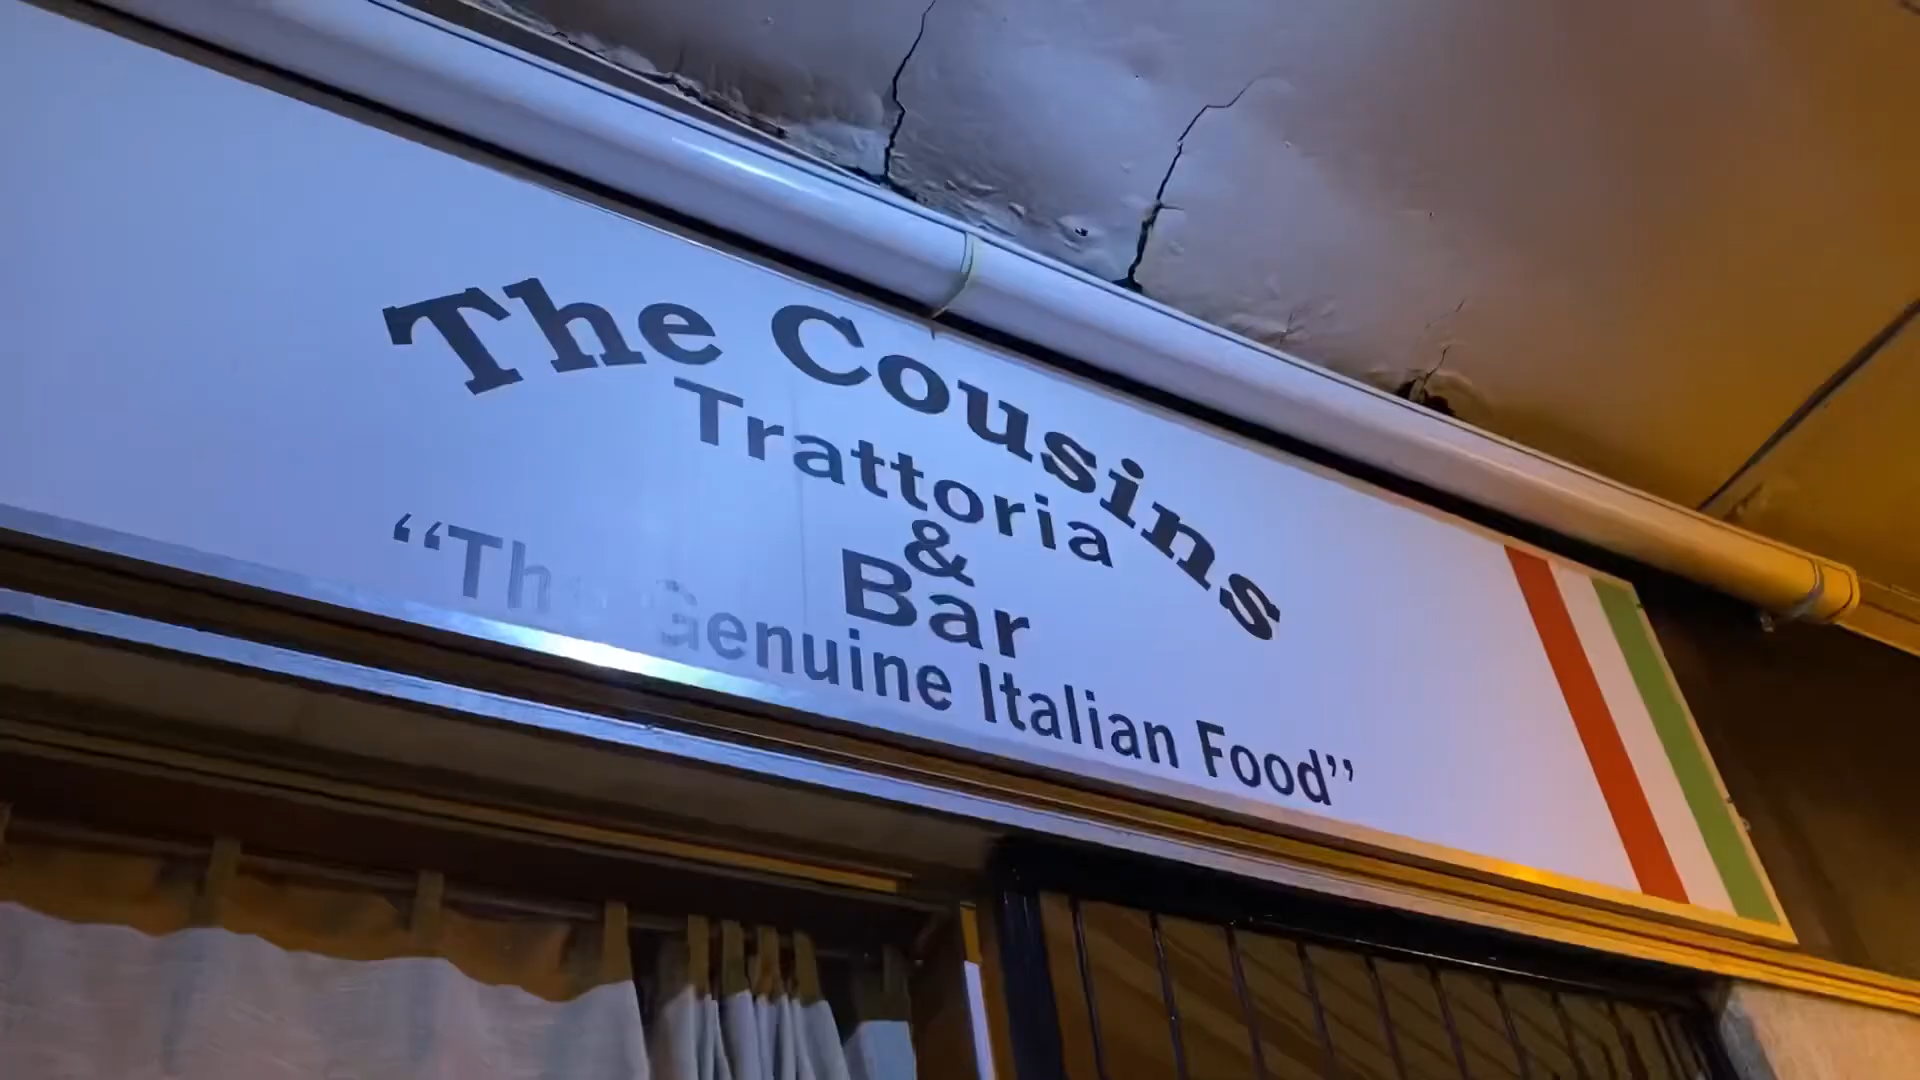 The Cousins
Trattoria
&
Bar
“The Genuine Italian Food”